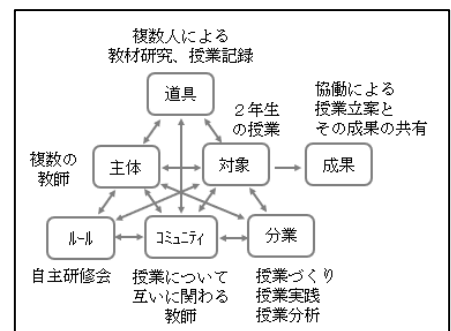 複数人による
教材研究、授業記録
道具
協働による
授業立案と
その成果の共有
２年生
の授業
複数の
教師
主体
対象
成果
ﾙｰﾙ
ｺﾐｭﾆﾃｨ
分業
自主研修会
授業について
互いに関わる
教師
授業づくり
授業実践
授業分析